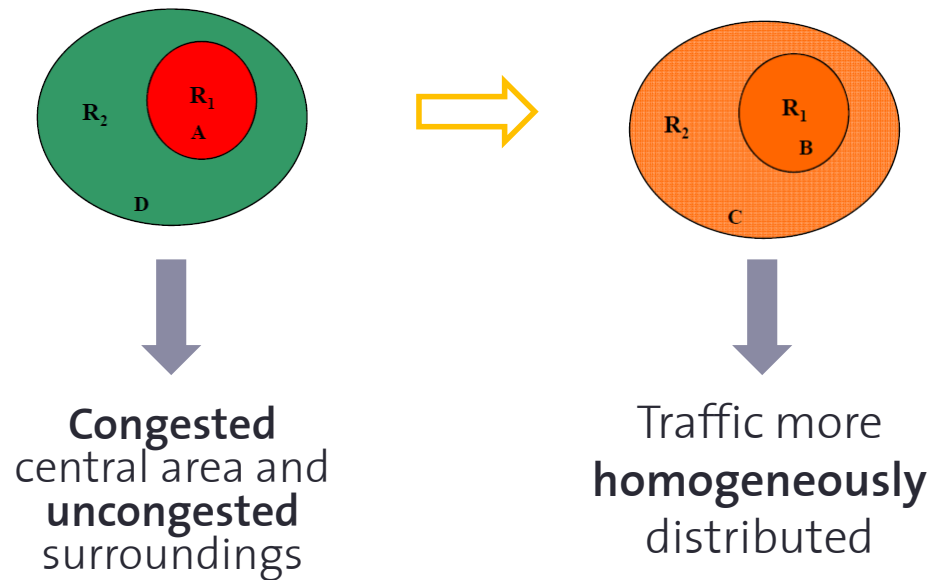 R₁
R₂
A
D
R₁
R₂
B
C
Congested
central area and
uncongested
surroundings
Traffic more
homogeneously
distributed